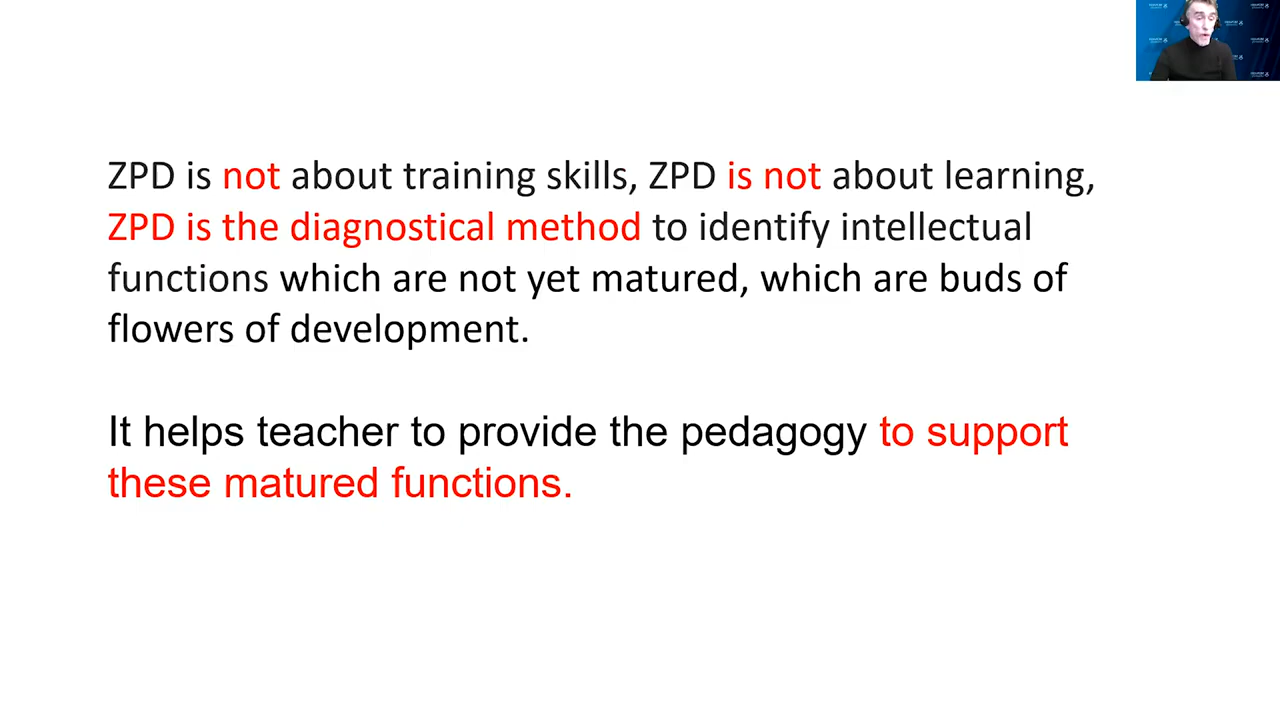 ZPD is not about training skills, ZPD is not about learning,
ZPD is the diagnostical method to identify intellectual
functions which are not yet matured, which are buds of
flowers of development.
It helps teacher to provide the pedagogy to support
these matured functions.